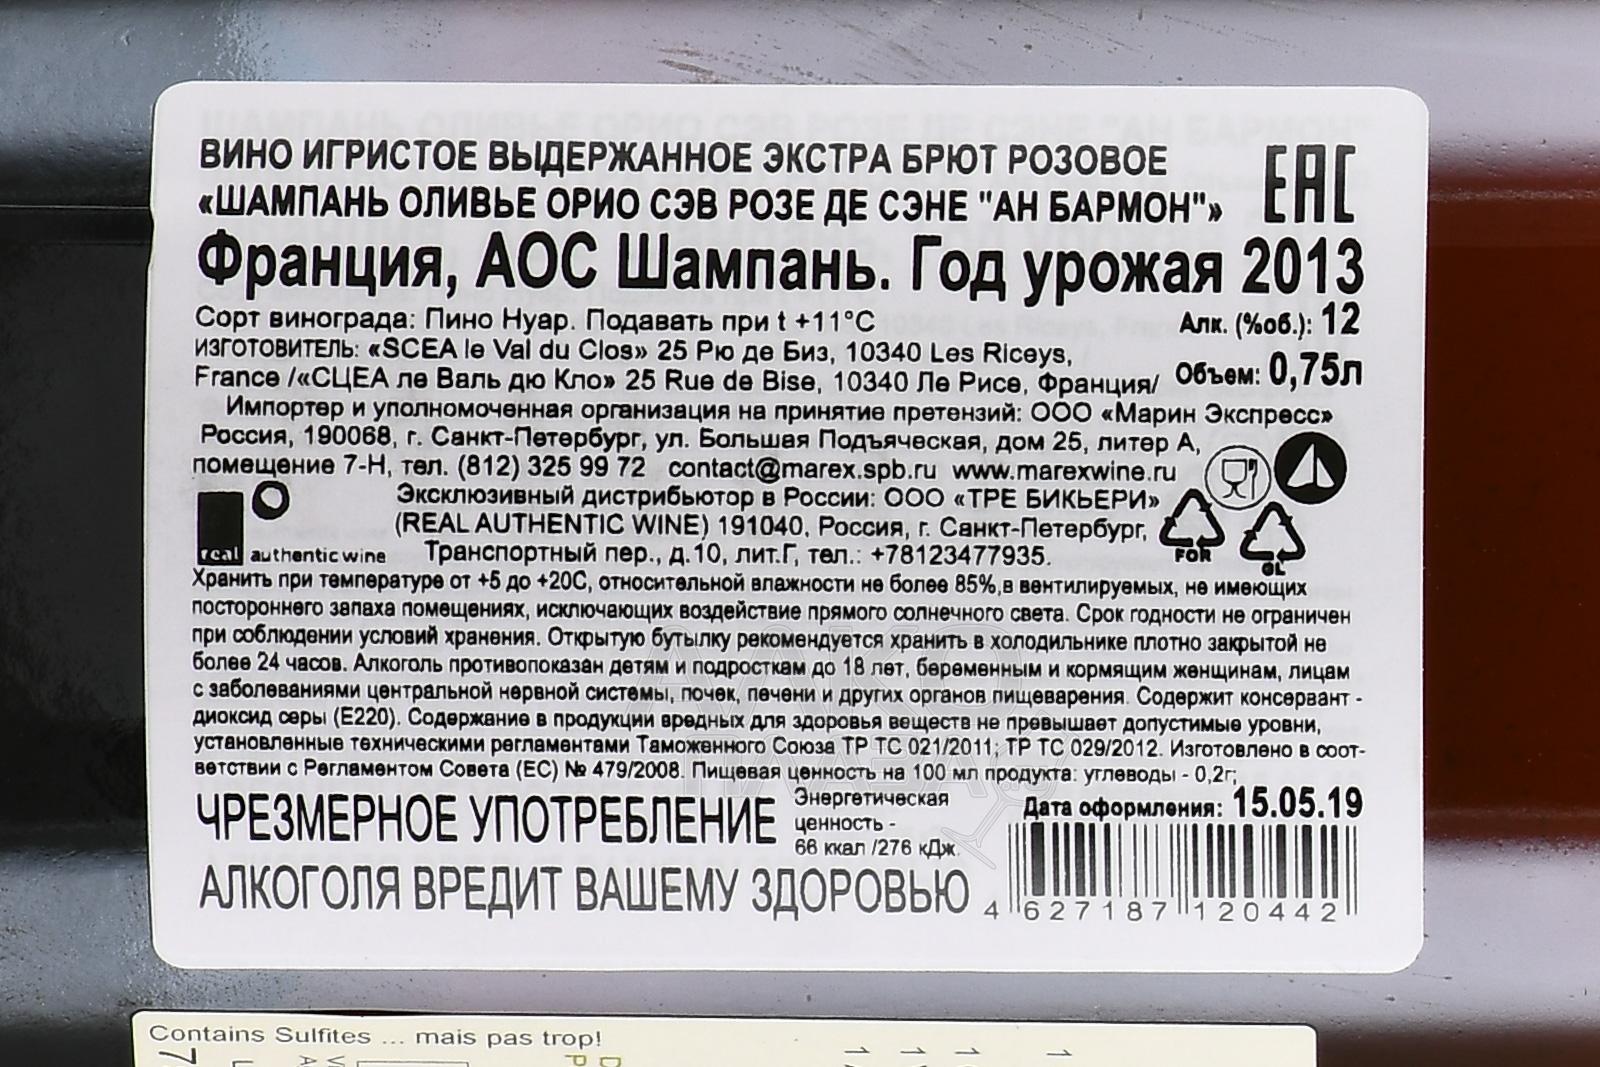 ВИНО ИГРИСТОЕ ВЫДЕРЖАННОЕ ЭКСТРА БРЮТ РОЗОВОЕ
«ШАМПАНЬ ОЛИВЬЕ ОРИО СЭВ РОЗЕ ДЕ СЭНЕ "АН БАРМОН"»
EAC
Франция, АОС Шампань. Год урожая 2013
Сорт винограда: Пино Нуар. Подавать при t +11°C
Алк. (%об.): 12
ИЗГОТОВИТЕЛЬ: «SCEA le Val du Clos» 25 Рю де Биз, 10340 Les Riceys,
France /«СЦЕА ле Валь дю Кло» 25 Rue de Bise, 10340 Ле Рисе, Франция/
Объем: 0,75л
Импортер и уполномоченная организация на принятие претензий: ООО «Марин Экспресс»
Россия, 190068, г. Санкт-Петербург, ул. Большая Подъяческая, дом 25, литер А,
помещение 7-Н, тел. (812) 325 99 72 contact@marex.spb.ru www.marexwine.ru
Эксклюзивный дистрибьютор в России: ООО «ТРЕ БИКЬЕРИ»
(REAL AUTHENTIC WINE) 191040, Россия, г. Санкт-Петербург,
Транспортный пер., д.10, лит.Г, тел.: +78123477935.
real authentic wine
FOR
GL
Хранить при температуре от +5 до +20С, относительной влажности не более 85%,в вентилируемых, не имеющих
постороннего запаха помещениях, исключающих воздействие прямого солнечного света. Срок годности не ограничен
при соблюдении условий хранения. Открытую бутылку рекомендуется хранить в холодильнике плотно закрытой не
более 24 часов. Алкоголь противопоказан детям и подросткам до 18 лет, беременным и кормящим женщинам, лицам
с заболеваниями центральной нервной системы, почек, печени и других органов пищеварения. Содержит консервант -
диоксид серы (Е220). Содержание в продукции вредных для здоровья веществ не превышает допустимые уровни,
установленные техническими регламентами Таможенного Союза ТР ТС 021/2011; ТР ТС 029/2012. Изготовлено в соот-
ветствии с Регламентом Совета (ЕС) № 479/2008. Пищевая ценность на 100 мл продукта: углеводы - 0,2г;
Энергетическая
ценность -
66 ккал /276 кДж.
Дата оформления: 15.05.19
ЧРЕЗМЕРНОЕ УПОТРЕБЛЕНИЕ
АЛКОГОЛЯ ВРЕДИТ ВАШЕМУ ЗДОРОВЬЮ
4 627187 120442
Contains Sulfites ... mais pas trop!